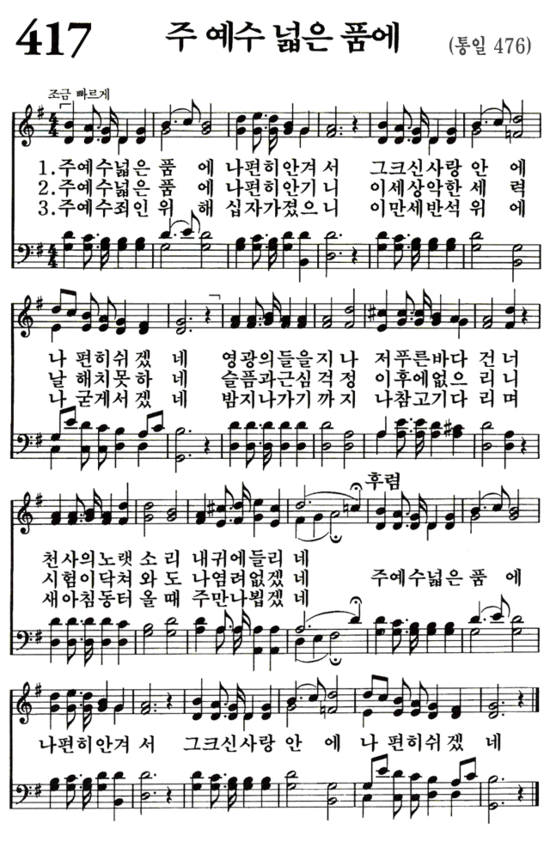 417 주 예수 넓은 품에 (통일 476)
조금 빠르게
1.주예수넓은 품 에 나편히안겨서 그크신사랑 안 에
2.주예수넓은 품 에 나편히안기니 이세상악한 세 력
3.주예수죄인 위 해 십자가졌으니 이만세반석 위 에
나 편히쉬겠 네 영광의들을지나 저푸른바다 건너
날 해치못하 네 슬픔과근심걱정 이후에없으 리니
나 굳게서겠 네 밤지나가기까지 나참고기다 리며
후렴
천사의노랫 소 리 내귀에들리 네
시험이닥쳐 와 도 나염려없겠 네 주예수넓은 품 에
새아침동터 올 때 주만나뵙겠 네
나편히안겨 서 그크신사랑 안 에 나 편히쉬겠 네